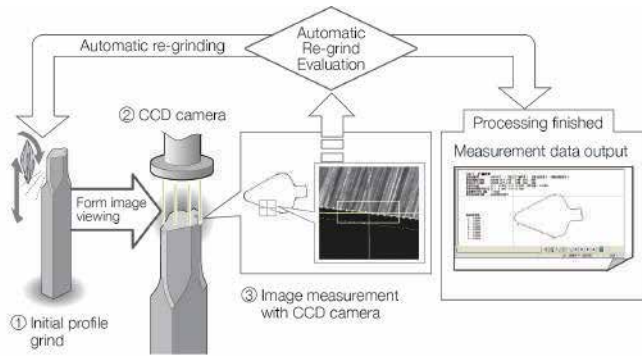 Automatic re-grinding
Automatic
Re-grind
Evaluation
② CCD camera
Processing finished
Measurement data output
Form image
viewing
① Initial profile
grind
③ Image measurement
with CCD camera